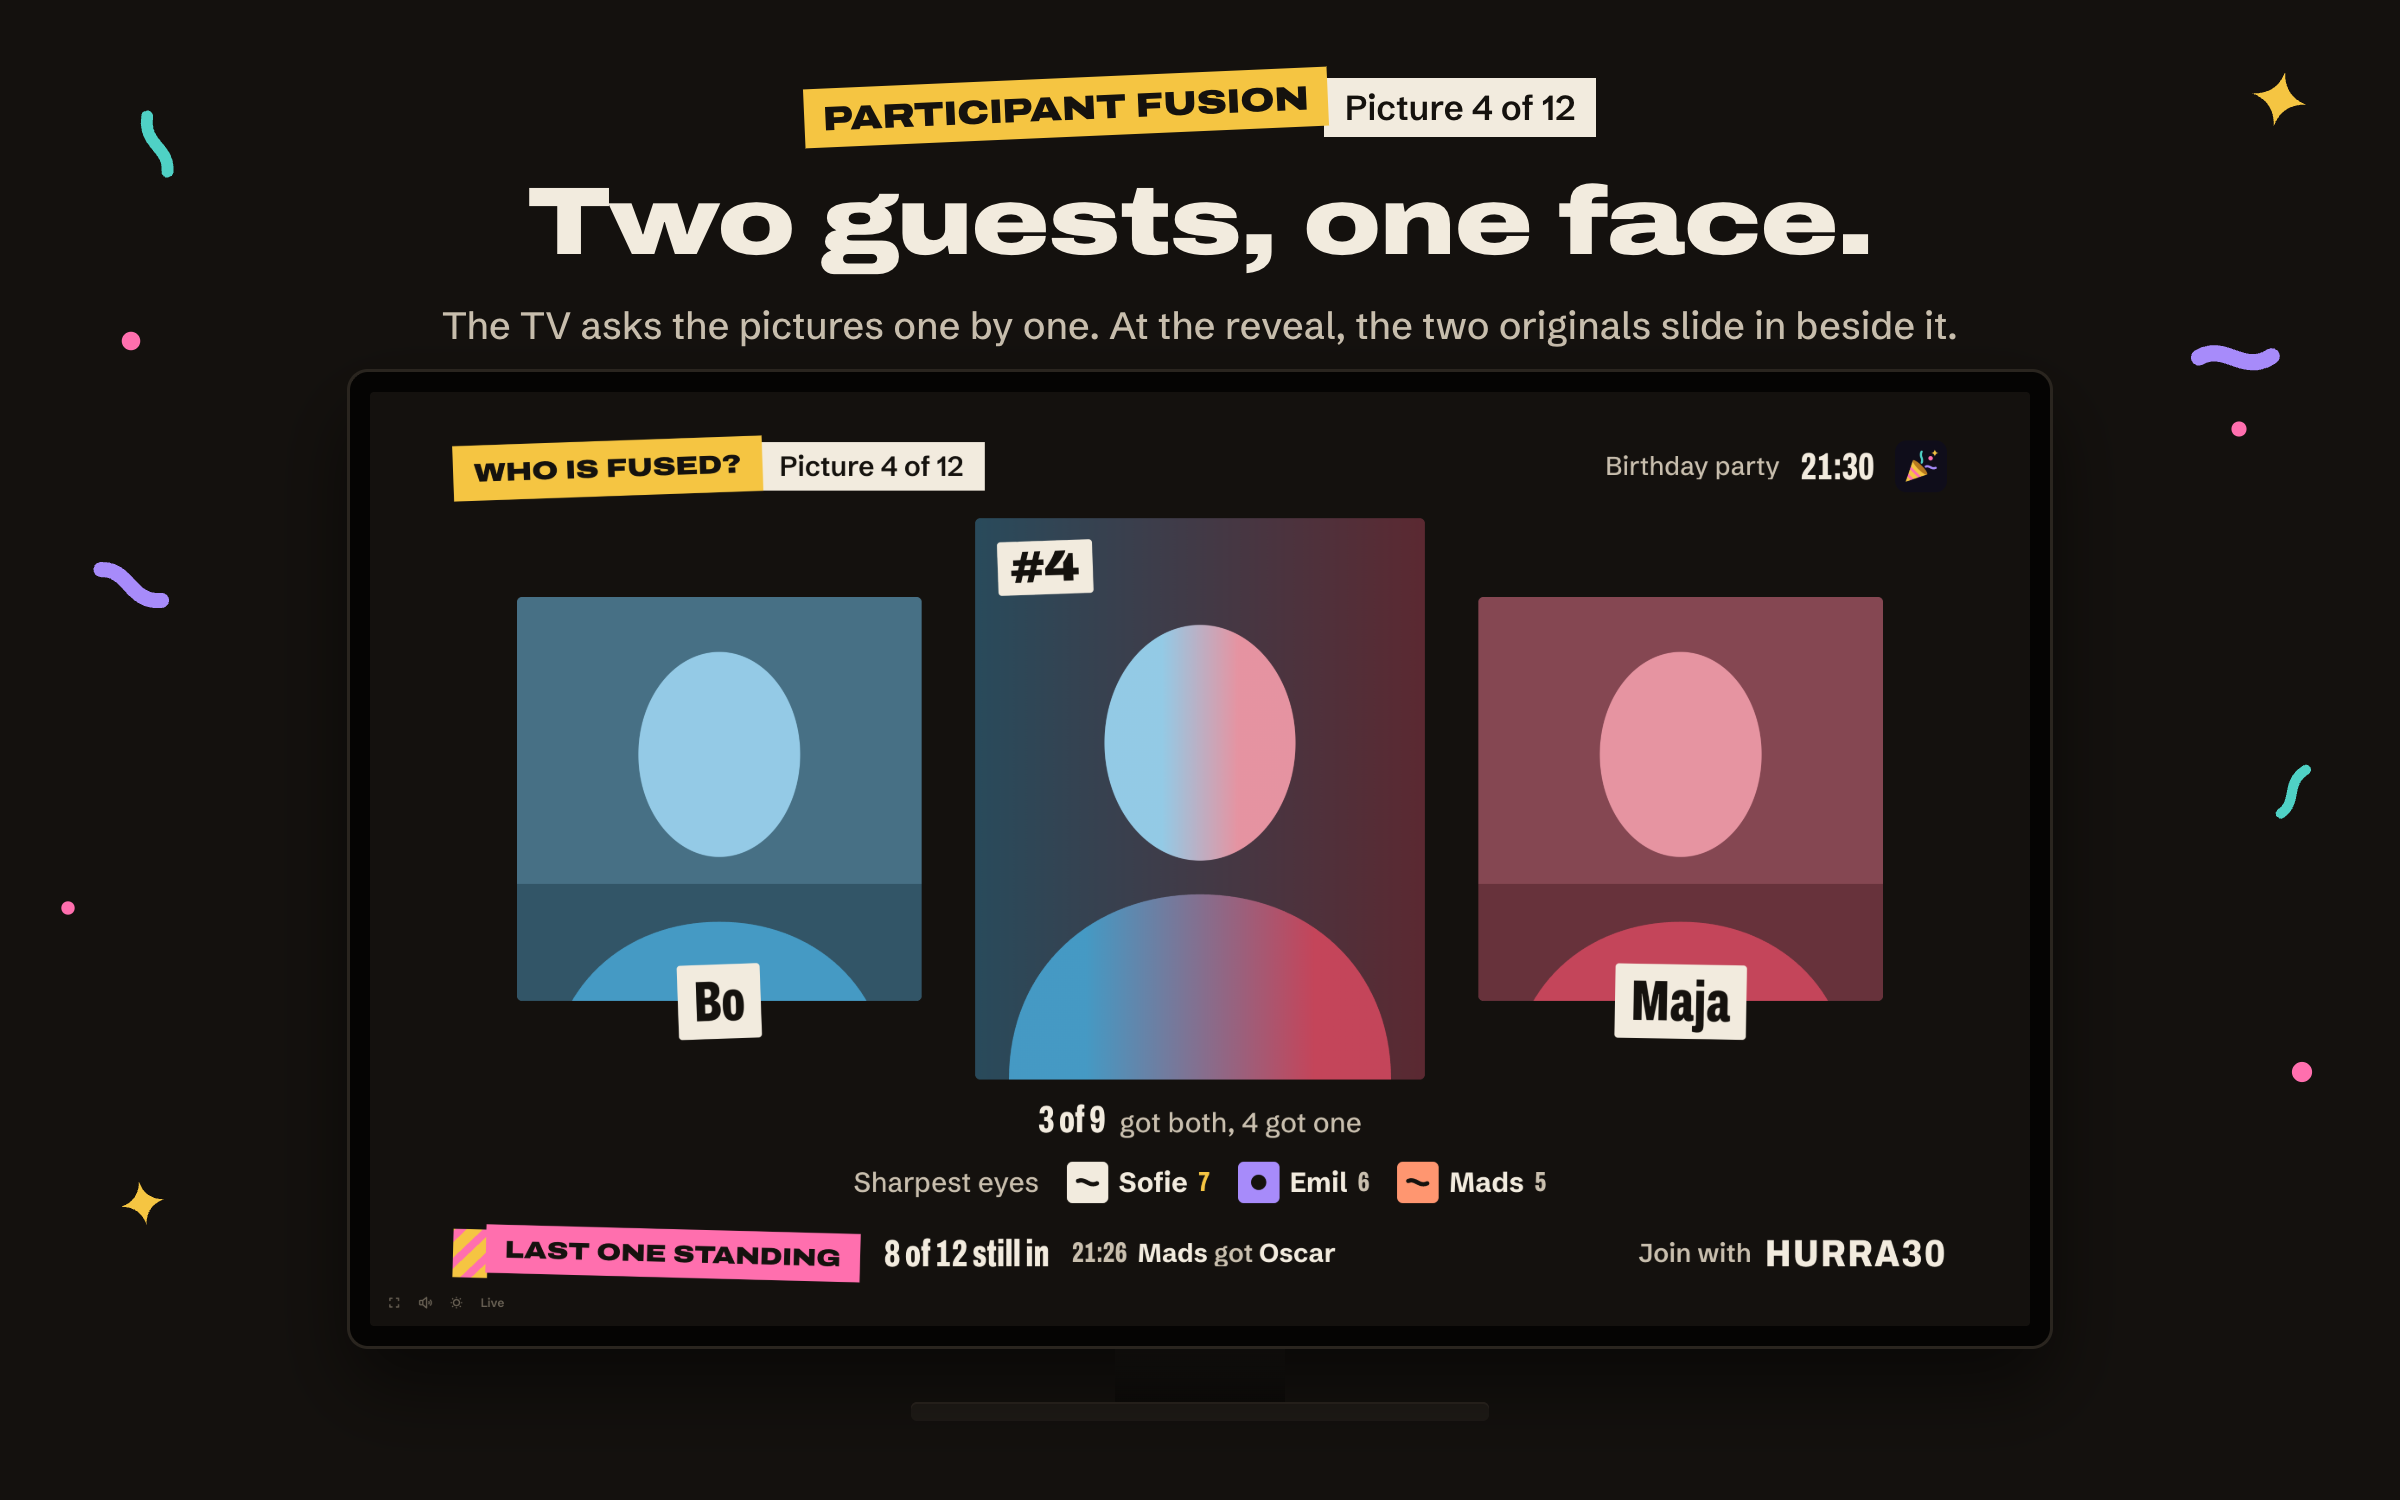 PARTICIPANT FUSION Picture 4 of 12
Two guests, one face.
The TV asks the pictures one by one. At the reveal, the two originals slide in beside it.
WHO IS FUSED? Picture 4 of 12
Birthday party 21:30
#4
Bo
Maja
3 of 9 got both, 4 got one
Sharpest eyes Sofie 7 Emil 6 Mads 5
LAST ONE STANDING 8 of 12 still in 21:26 Mads got Oscar
Join with HURRA30
Live